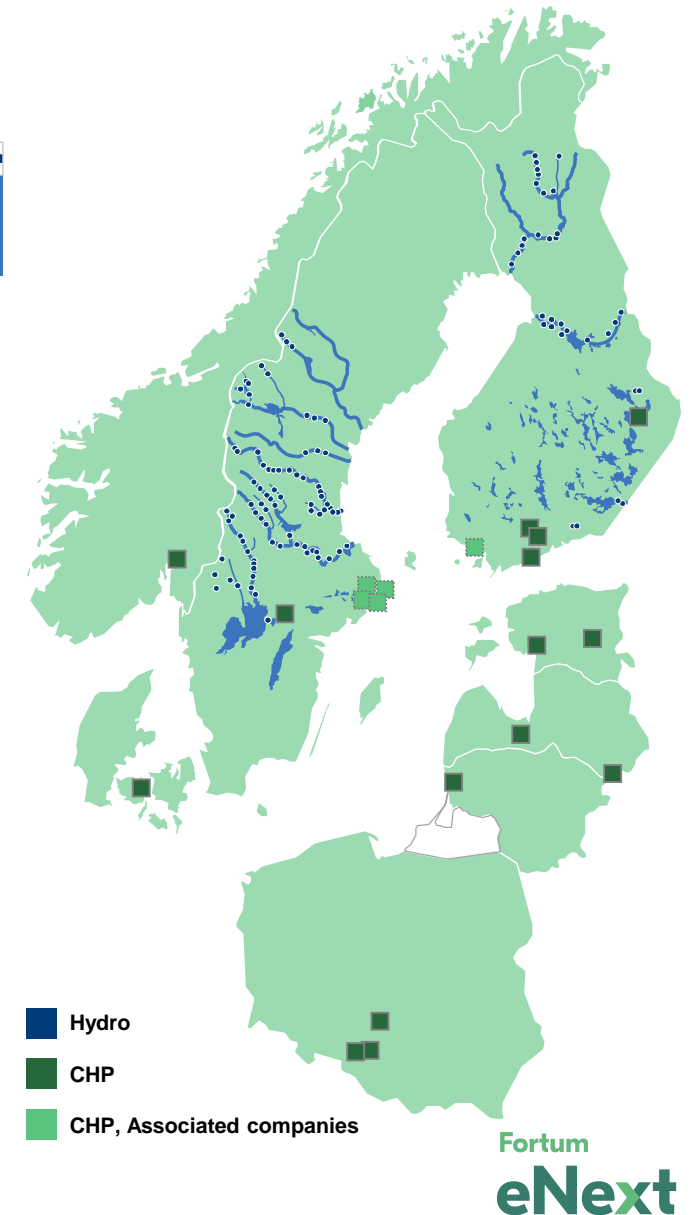 Hydro
CHP
CHP, Associated companies
Fortum
eNext